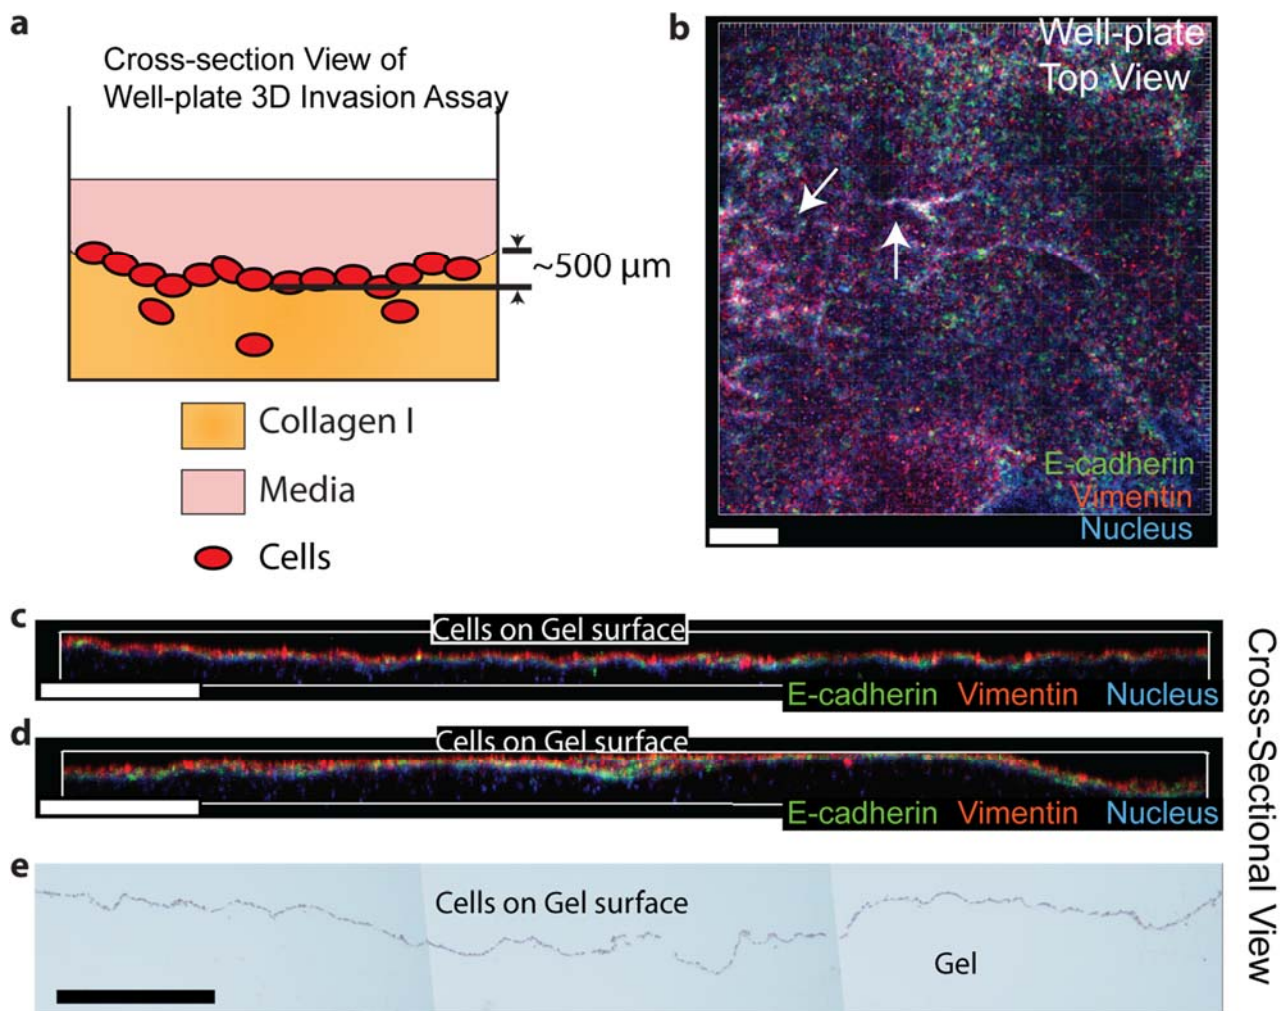 a
Cross-section View of
Well-plate 3D Invasion Assay
~500 μm
Collagen I
Media
Cells
b
Well-plate
Top View
E-cadherin
Vimentin
Nucleus
c
Cells on Gel surface
E-cadherin Vimentin Nucleus
d
Cells on Gel surface
E-cadherin Vimentin Nucleus
e
Cells on Gel surface
Gel
Cross-Sectional View